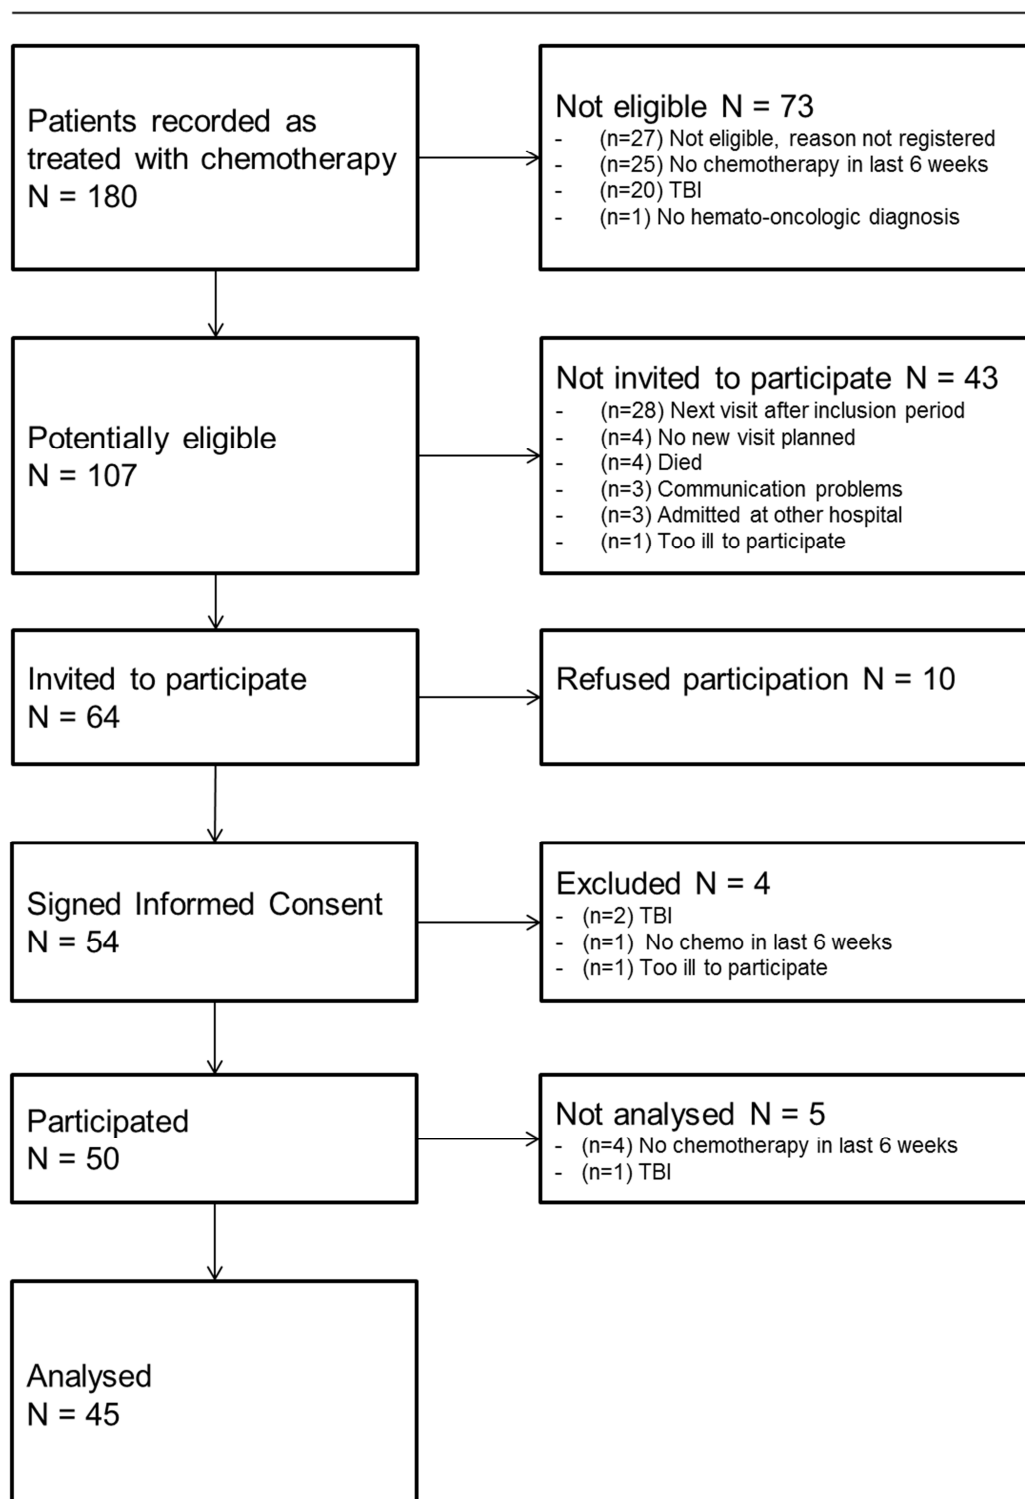 Patients recorded as
treated with chemotherapy
N = 180
Not eligible N = 73
- (n=27) Not eligible, reason not registered
- (n=25) No chemotherapy in last 6 weeks
- (n=20) TBI
- (n=1) No hemato-oncologic diagnosis
Potentially eligible
N = 107
Not invited to participate N = 43
- (n=28) Next visit after inclusion period
- (n=4) No new visit planned
- (n=4) Died
- (n=3) Communication problems
- (n=3) Admitted at other hospital
- (n=1) Too ill to participate
Invited to participate
N = 64
Refused participation N = 10
Signed Informed Consent
N = 54
Excluded N = 4
- (n=2) TBI
- (n=1) No chemo in last 6 weeks
- (n=1) Too ill to participate
Participated
N = 50
Not analysed N = 5
- (n=4) No chemotherapy in last 6 weeks
- (n=1) TBI
Analysed
N = 45